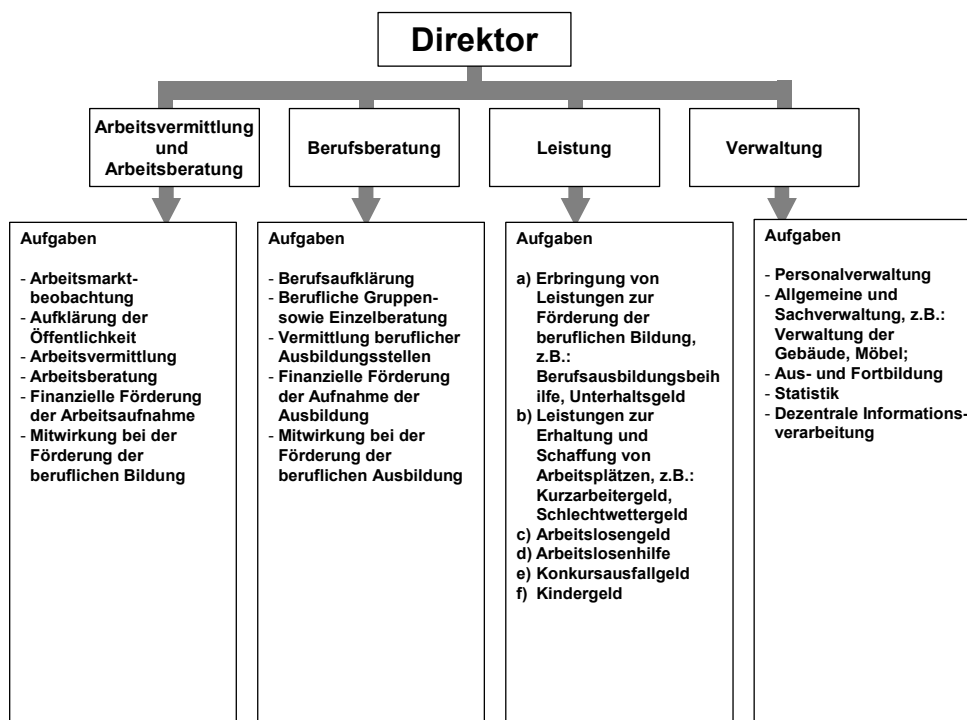 Direktor
Arbeitsvermittlung
und
Arbeitsberatung
Berufsberatung
Leistung
Verwaltung
Aufgaben
- Arbeitsmarkt-
beobachtung
- Aufklärung der
Öffentlichkeit
- Arbeitsvermittlung
- Arbeitsberatung
- Finanzielle Förderung
der Arbeitsaufnahme
- Mitwirkung bei der
Förderung der
beruflichen Bildung
Aufgaben
- Berufsaufklärung
- Berufliche Gruppen-
sowie Einzelberatung
- Vermittlung beruflicher
Ausbildungsstellen
- Finanzielle Förderung
der Aufnahme der
Ausbildung
- Mitwirkung bei der
Förderung der
beruflichen Ausbildung
Aufgaben
a) Erbringung von
Leistungen zur
Förderung der
beruflichen Bildung,
z.B.:
Berufsausbildungsbei
hilfe, Unterhaltsgeld
b) Leistungen zur
Erhaltung und
Schaffung von
Arbeitsplätzen, z.B.:
Kurzarbeitergeld,
Schlechtwettergeld
c) Arbeitslosengeld
d) Arbeitslosenhilfe
e) Konkursausfallgeld
f) Kindergeld
Aufgaben
- Personalverwaltung
- Allgemeine und
Sachverwaltung, z.B.:
Verwaltung der
Gebäude, Möbel;
- Aus- und Fortbildung
- Statistik
- Dezentrale Informations-
verarbeitung